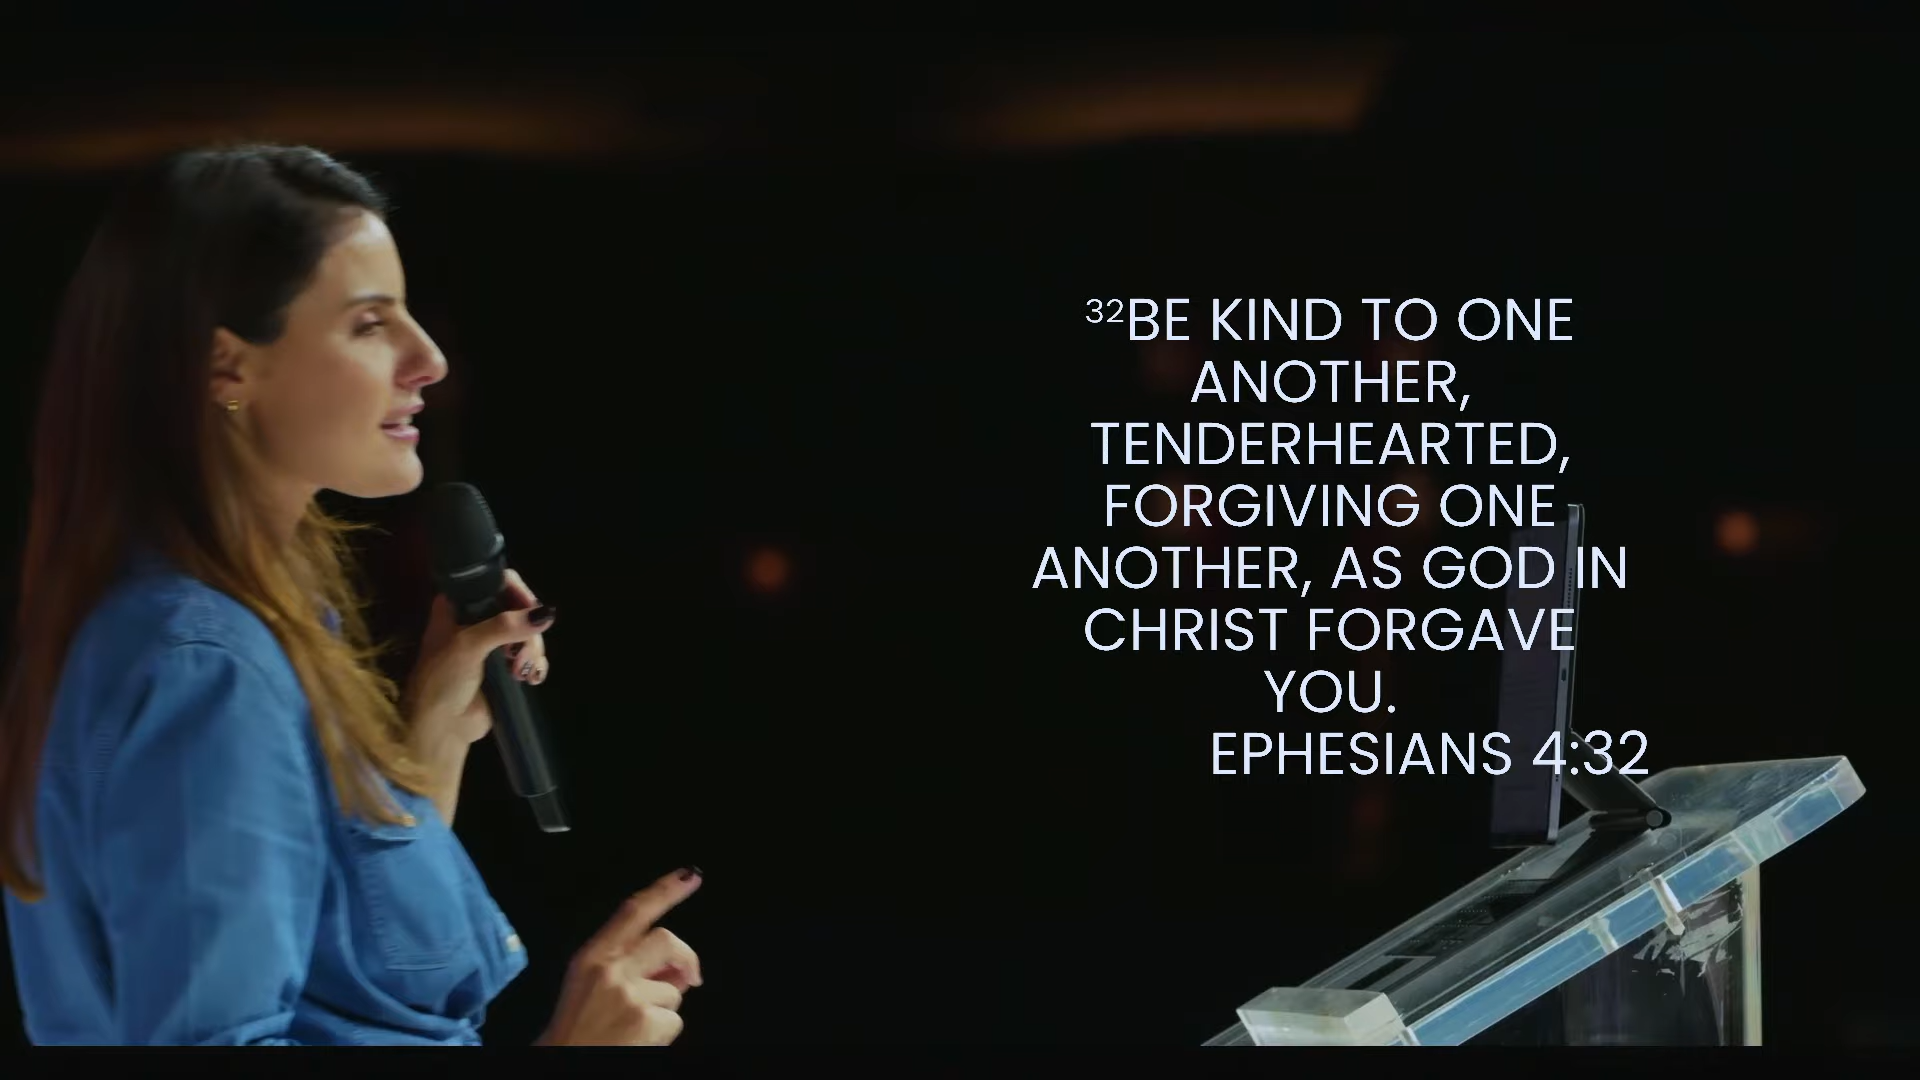 ³²BE KIND TO ONE
ANOTHER,
TENDERHEARTED,
FORGIVING ONE
ANOTHER, AS GOD IN
CHRIST FORGAVE
YOU.
EPHESIANS 4:32